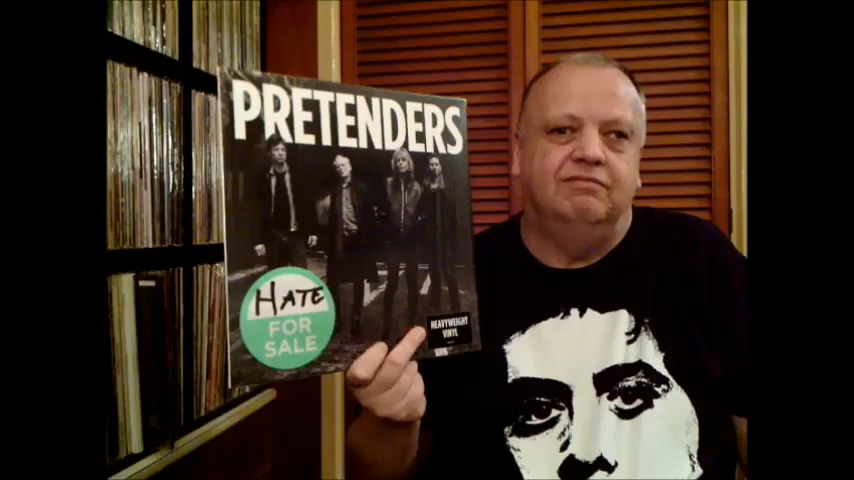 PRETENDERS
HATE
FOR
SALE
HEAVYWEIGHT
VINYL